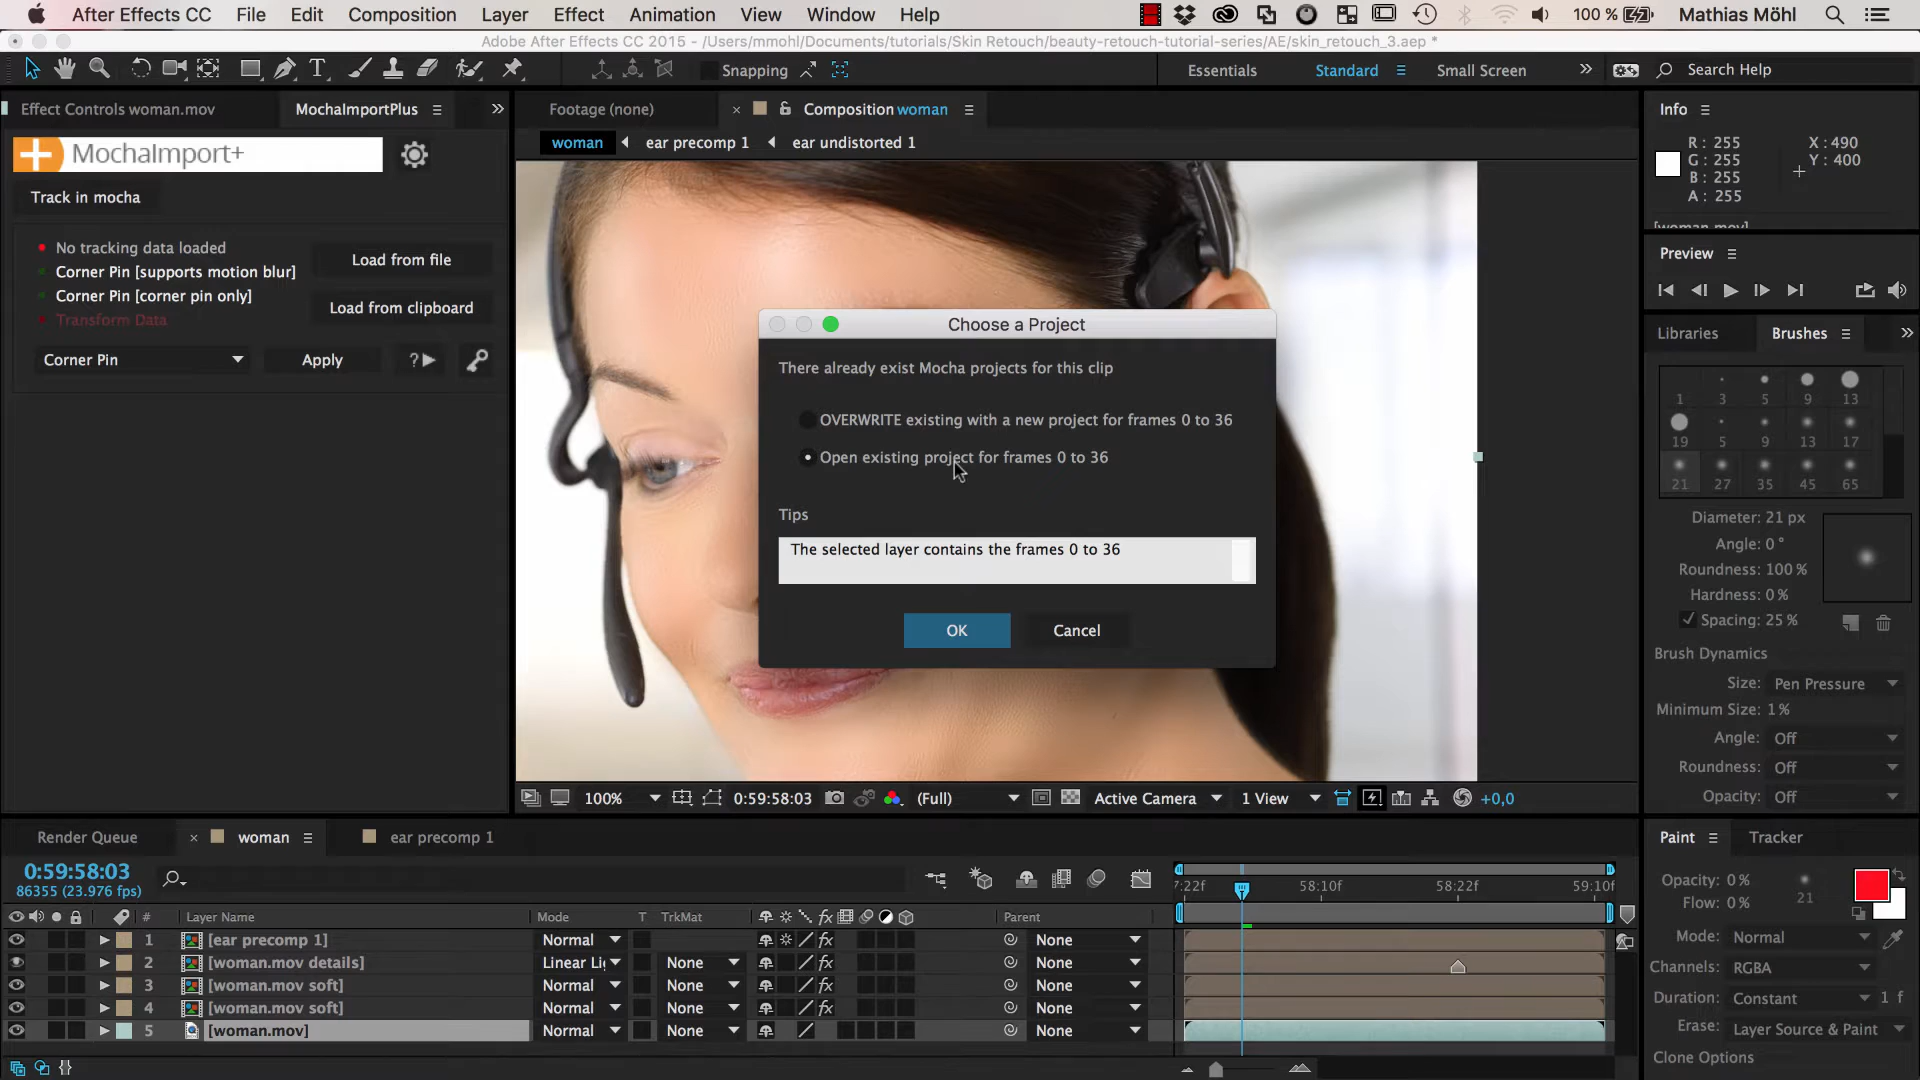 After Effects CC File Edit Composition Layer Effect Animation View Window Help 100 % Mathias Möhl
Adobe After Effects CC 2015 - /Users/mmohl/Documents/tutorials/Skin Retouch/beauty-retouch-tutorial-series/AE/skin_retouch_3.aep *
Snapping Essentials Standard Small Screen Search Help
Effect Controls woman.mov MochaImportPlus
Footage (none) Composition woman
woman ear precomp 1 ear undistorted 1
MochaImport+
Track in mocha
No tracking data loaded
Corner Pin [supports motion blur]
Corner Pin [corner pin only]
Transform Data
Load from file
Load from clipboard
Corner Pin Apply ?
Choose a Project
There already exist Mocha projects for this clip
OVERWRITE existing with a new project for frames 0 to 36
Open existing project for frames 0 to 36
Tips
The selected layer contains the frames 0 to 36
OK Cancel
Info
R : 255 X : 490
G : 255 Y : 400
B : 255
A : 255
Preview
Libraries Brushes
1 3 5 9 13
19 5 9 13 17
21 27 35 45 65
Diameter: 21 px
Angle: 0 °
Roundness: 100 %
Hardness: 0 %
Spacing: 25 %
Brush Dynamics
Size: Pen Pressure
Minimum Size: 1 %
Angle: Off
Roundness: Off
Opacity: Off
100% 0:59:58:03 (Full) Active Camera 1 View +0,0
Render Queue woman ear precomp 1
0:59:58:03
86355 (23.976 fps)
7:22f 58:10f 58:22f 59:10f
# Layer Name Mode T TrkMat fx Parent
1 [ear precomp 1] Normal fx None
2 [woman.mov details] Linear Li None fx None
3 [woman.mov soft] Normal None fx None
4 [woman.mov soft] Normal None fx None
5 [woman.mov] Normal None None
Paint Tracker
Opacity: 0 %
Flow: 0 % 21
Mode: Normal
Channels: RGBA
Duration: Constant 1 f
Erase: Layer Source & Paint
Clone Options